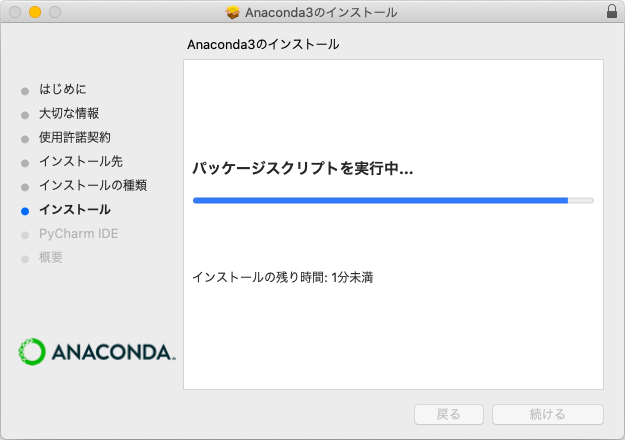 Anaconda3のインストール
Anaconda3のインストール
はじめに
大切な情報
使用許諾契約
インストール先
インストールの種類
インストール
PyCharm IDE
概要
パッケージスクリプトを実行中...
インストールの残り時間: 1分未満
ANACONDA.
戻る
続ける